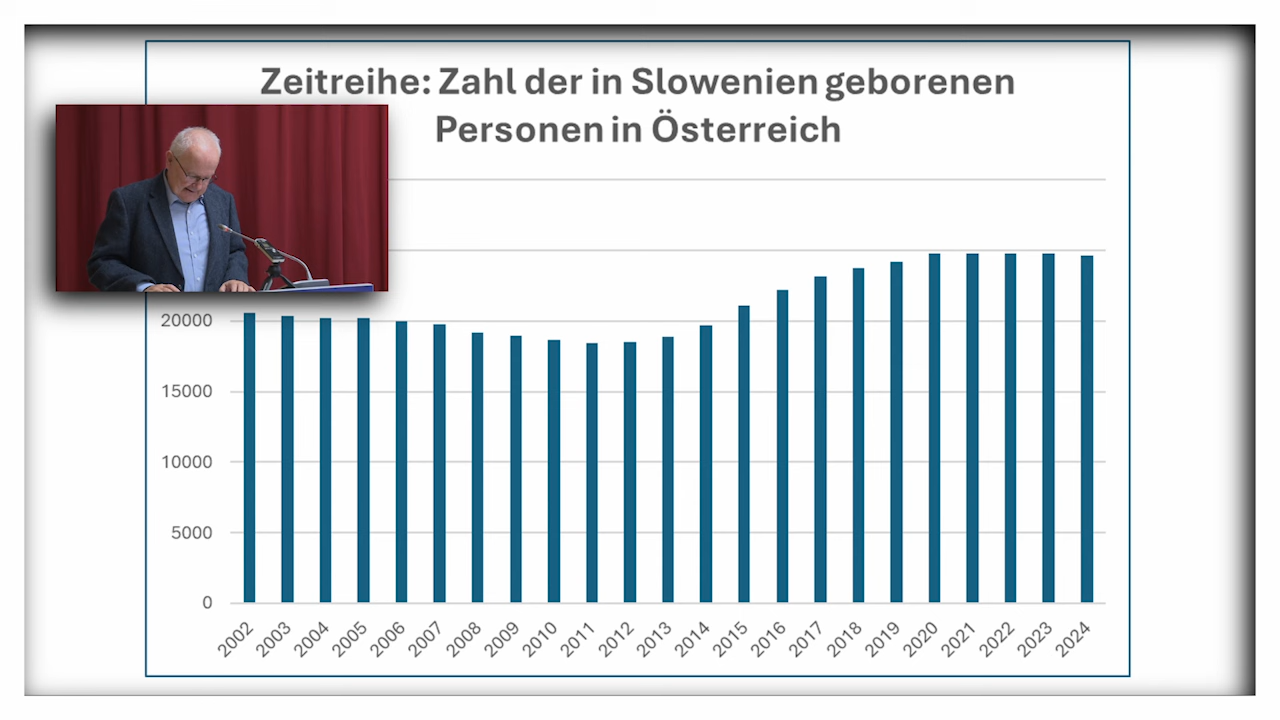 Zeitreihe: Zahl der in Slowenien geborenen
Personen in Österreich
20000
15000
10000
5000
0
2002 2003 2004 2005 2006 2007 2008 2009 2010 2011 2012 2013 2014 2015 2016 2017 2018 2019 2020 2021 2022 2023 2024